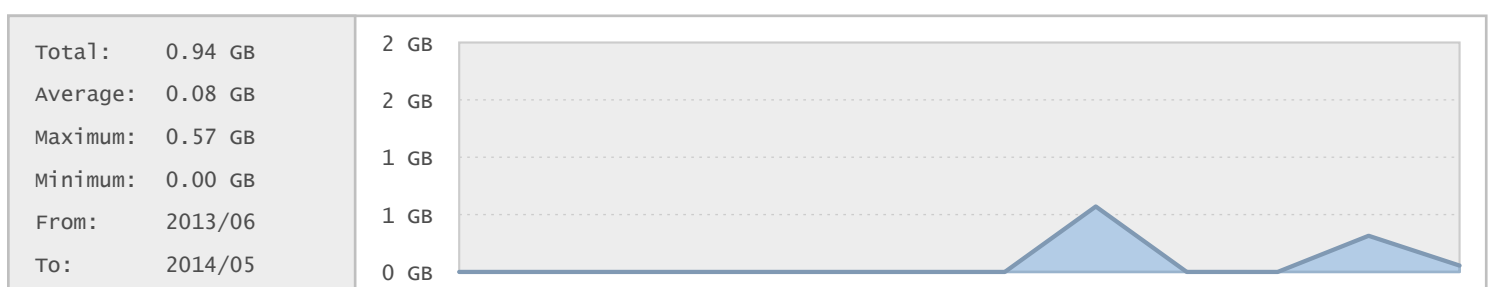 Total: 0.94 GB
Average: 0.08 GB
Maximum: 0.57 GB
Minimum: 0.00 GB
From: 2013/06
To: 2014/05
2 GB
2 GB
1 GB
1 GB
0 GB